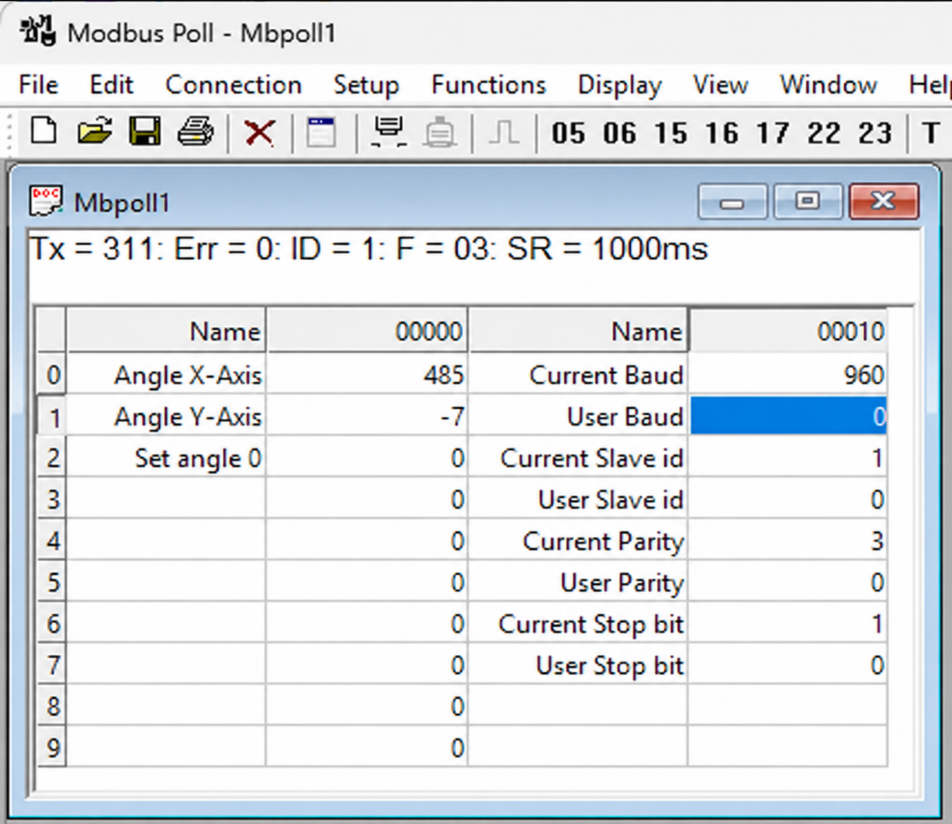 Modbus Poll - Mbpoll1
File Edit Connection Setup Functions Display View Window Help
05 06 15 16 17 22 23 T
DOC Mbpoll1
Tx = 311: Err = 0: ID = 1: F = 03: SR = 1000ms
Name 00000 Name 00010
0 Angle X-Axis 485 Current Baud 960
1 Angle Y-Axis -7 User Baud 0
2 Set angle 0 0 Current Slave id 1
3 0 User Slave id 0
4 0 Current Parity 3
5 0 User Parity 0
6 0 Current Stop bit 1
7 0 User Stop bit 0
8 0
9 0